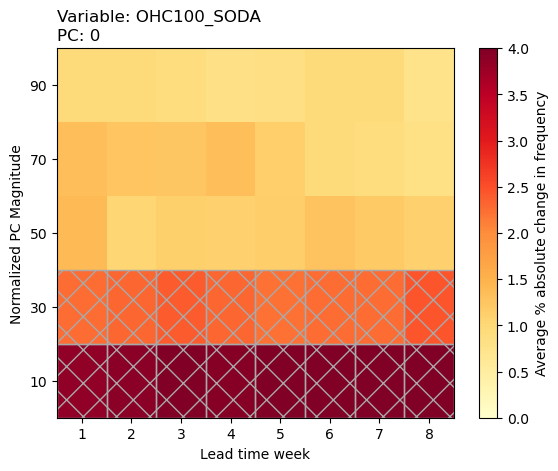 Variable: OHC100_SODA
PC: 0
90
70
50
30
10
Normalized PC Magnitude
1 2 3 4 5 6 7 8
Lead time week
4.0
3.5
3.0
2.5
2.0
1.5
1.0
0.5
0.0
Average % absolute change in frequency